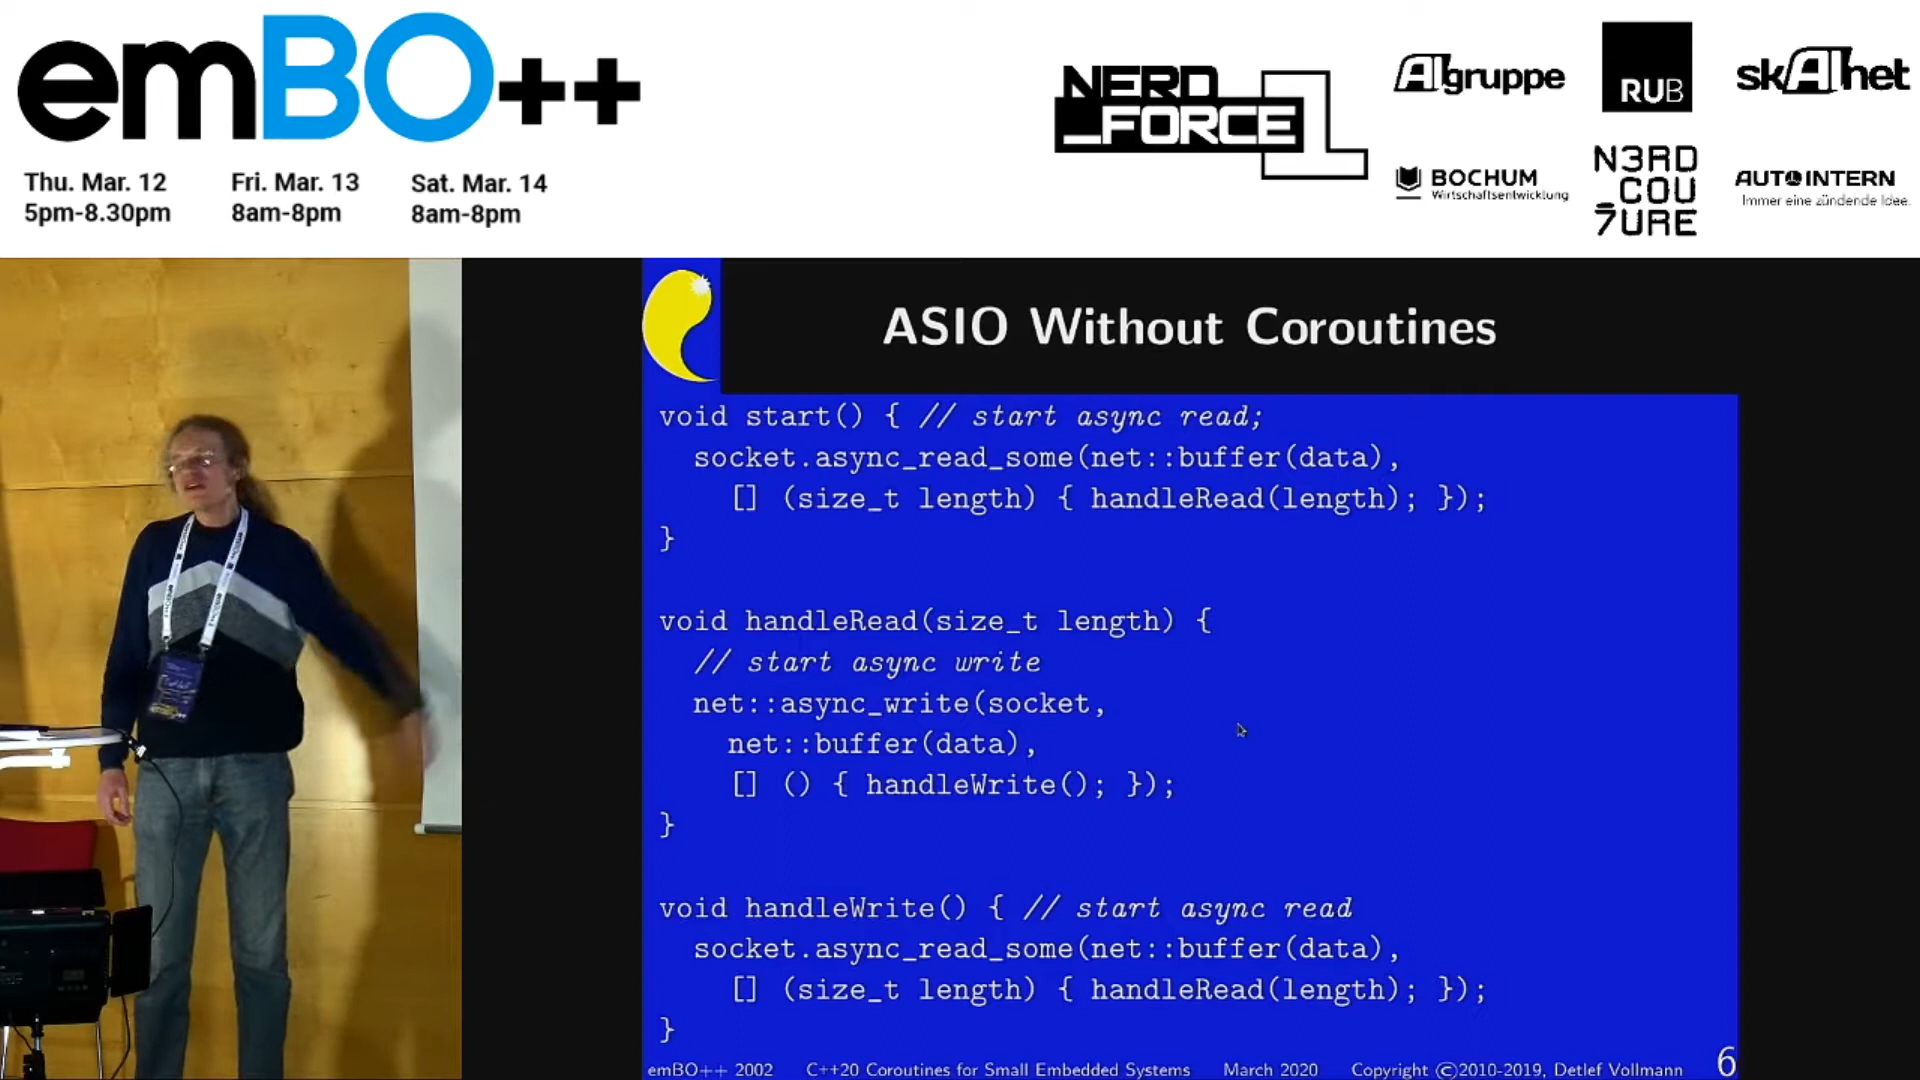 emBO++
Thu. Mar. 12
5pm-8.30pm
Fri. Mar. 13
8am-8pm
Sat. Mar. 14
8am-8pm
NERD
_FORCE
1
AIgruppe
RUB
skAIhet
BOCHUM
Wirtschaftsentwicklung
N3RD
_COU
7URE
AUTOINTERN
Immer eine zündende Idee.
ASIO Without Coroutines
void start() { // start async read;
socket.async_read_some(net::buffer(data),
[] (size_t length) { handleRead(length); });
}
void handleRead(size_t length) {
// start async write
net::async_write(socket,
net::buffer(data),
[] () { handleWrite(); });
}
void handleWrite() { // start async read
socket.async_read_some(net::buffer(data),
[] (size_t length) { handleRead(length); });
}
emBO++ 2002 C++20 Coroutines for Small Embedded Systems March 2020 Copyright ©2010-2019, Detlef Vollmann 6